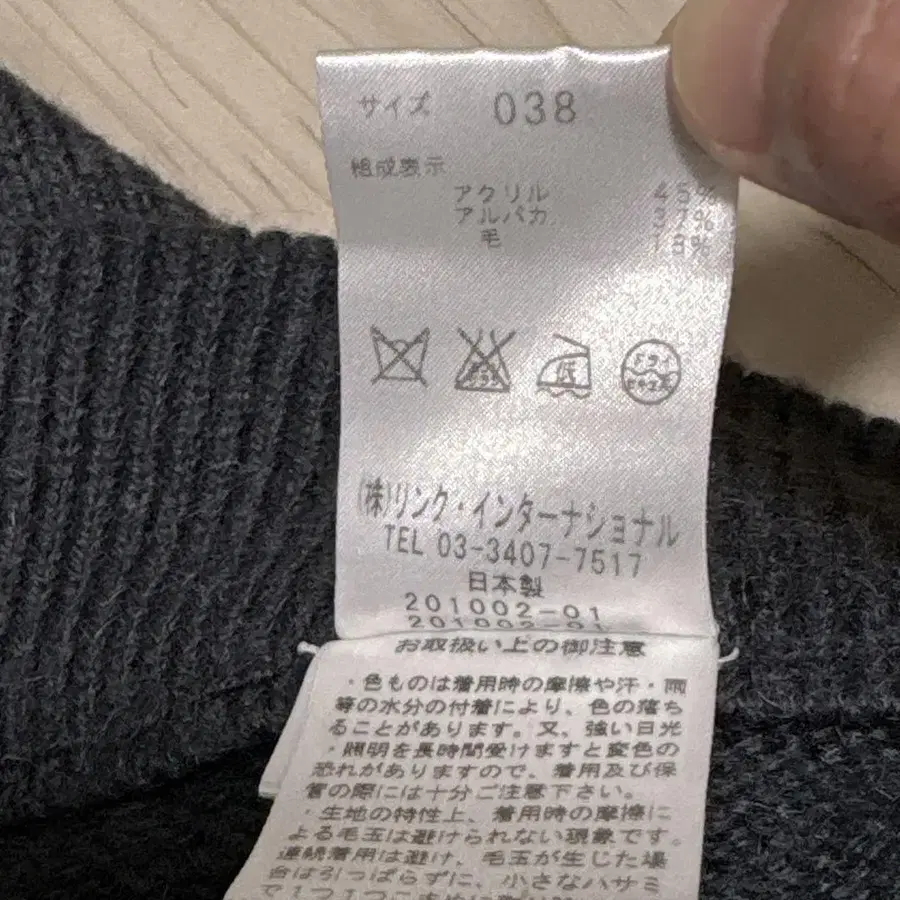 サイズ 038
組成表示
アクリル 45%
アルパカ 37%
毛 18%
低
ドライ
(株)リンク・インターナショナル
TEL 03-3407-7517
日本製
201002-01
201002-01
お取扱い上の御注意
・色ものは着用時の摩擦や汗・雨
等の水分の付着により、色の落ち
ることがあります。又、強い日光
・照明を長時間受けますと変色の
恐れがありますので、着用及び保
管の際には十分ご注意下さい。
・生地の特性上、着用時の摩擦に
よる毛玉は避けられない現象です。
連続着用は避け、毛玉が生じた場
合は引っぱらずに、小さなハサミ
で1つ1つ